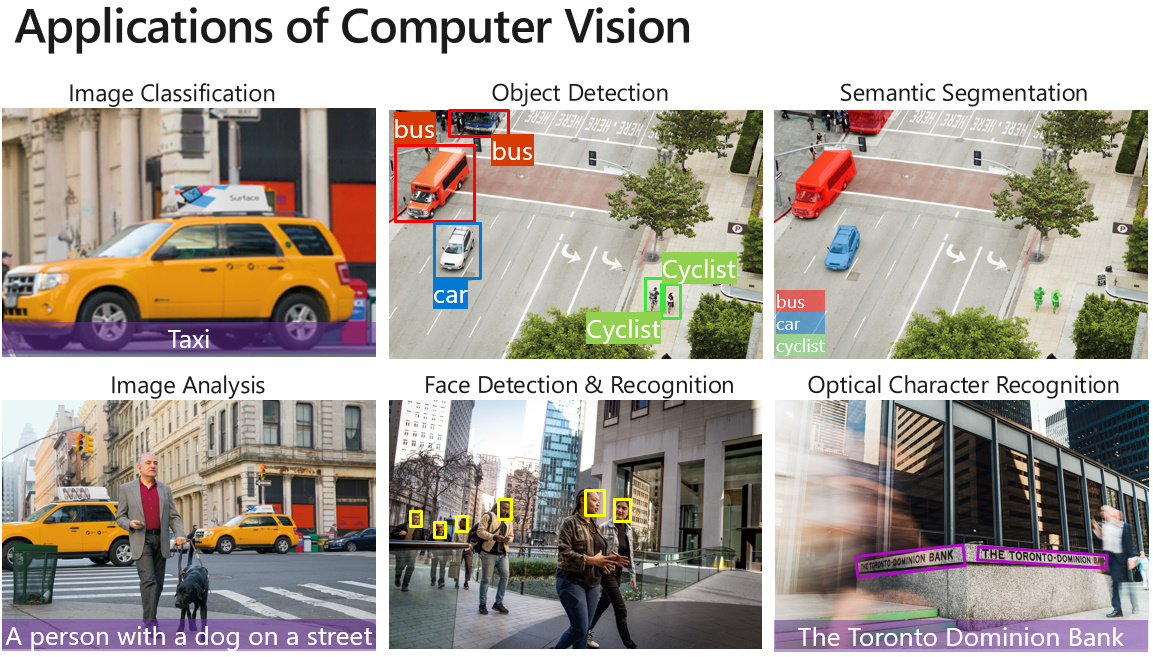 Applications of Computer Vision
Image Classification
Object Detection
Semantic Segmentation
Surface
Taxi
bus
bus
car
Cyclist
Cyclist
HERE HERE HERE
P
bus
car
cyclist
P
Image Analysis
Face Detection & Recognition
Optical Character Recognition
A person with a dog on a street
THE TORONTO-DOMINION BANK
THE TORONTO-DOMINION BA
The Toronto Dominion Bank